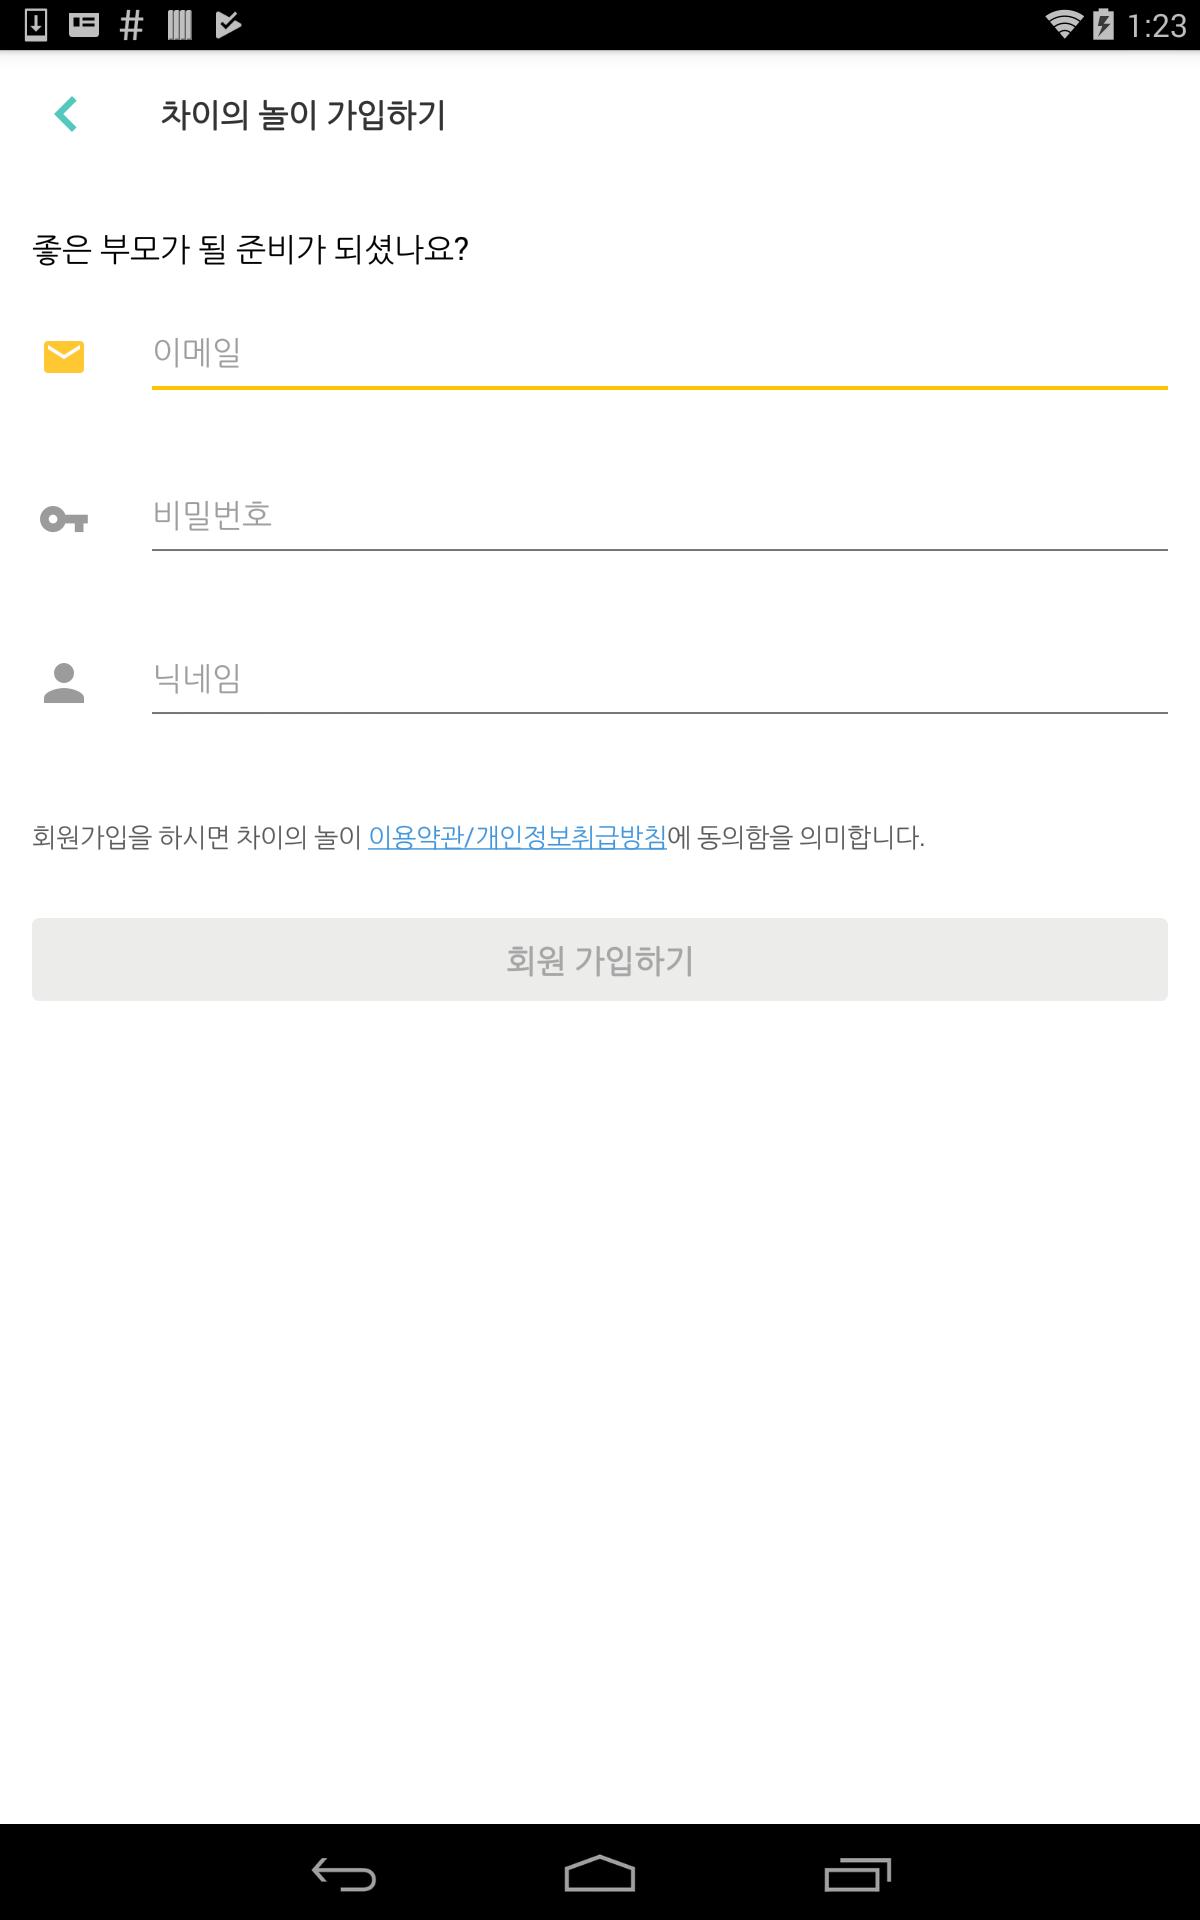 1:23
차이의 놀이 가입하기
좋은 부모가 될 준비가 되셨나요?
이메일
비밀번호
닉네임
회원가입을 하시면 차이의 놀이 이용약관/개인정보취급방침에 동의함을 의미합니다.
회원 가입하기